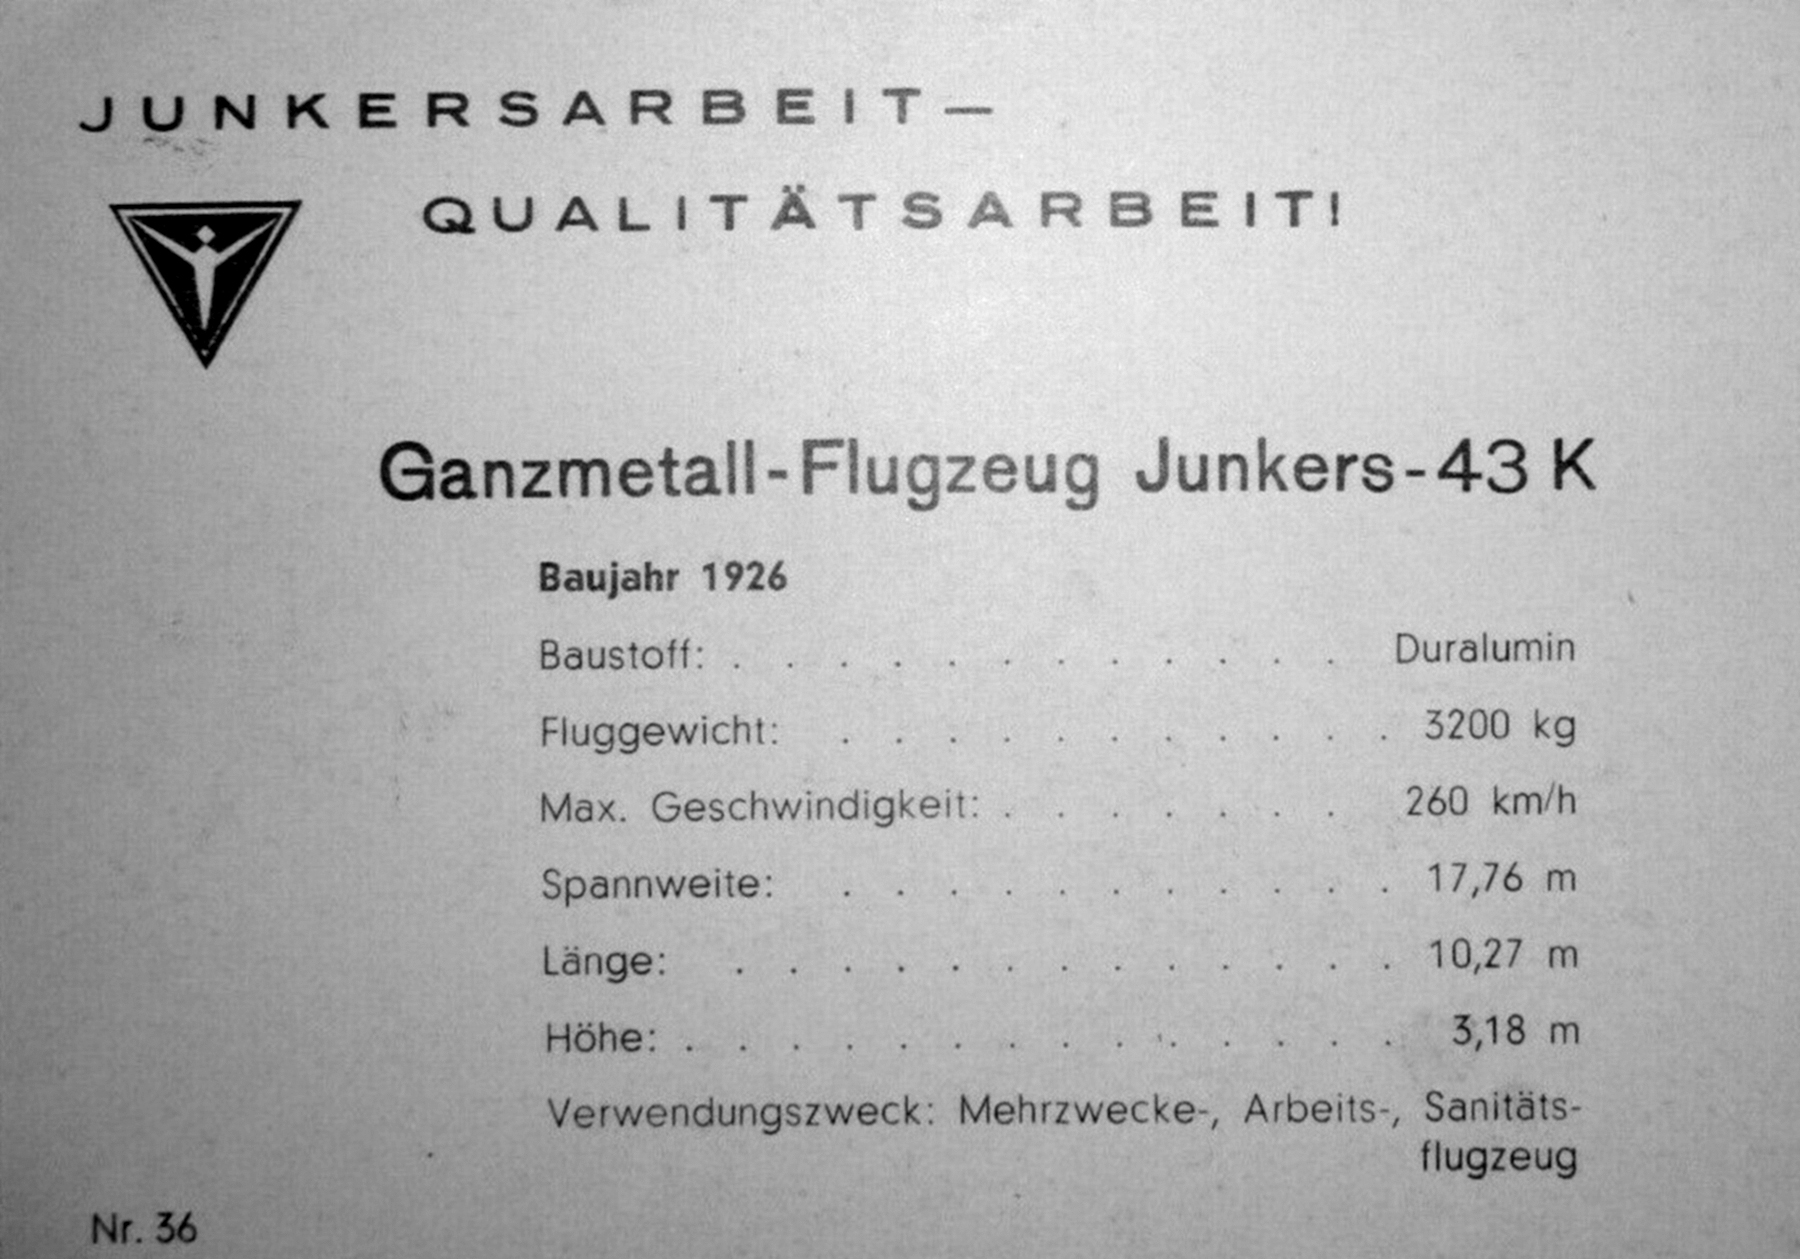 JUNKERSARBEIT—
QUALITÄTSARBEIT!
Ganzmetall-Flugzeug Junkers-43 K
Baujahr 1926
Baustoff: . . . . . . . . . . . . Duralumin
Fluggewicht: . . . . . . . . . . . 3200 kg
Max. Geschwindigkeit: . . . . . . . 260 km/h
Spannweite: . . . . . . . . . . . 17,76 m
Länge: . . . . . . . . . . . . . 10,27 m
Höhe: . . . . . . . . . . . . . . 3,18 m
Verwendungszweck: Mehrzwecke-, Arbeits-, Sanitäts-
flugzeug
Nr. 36